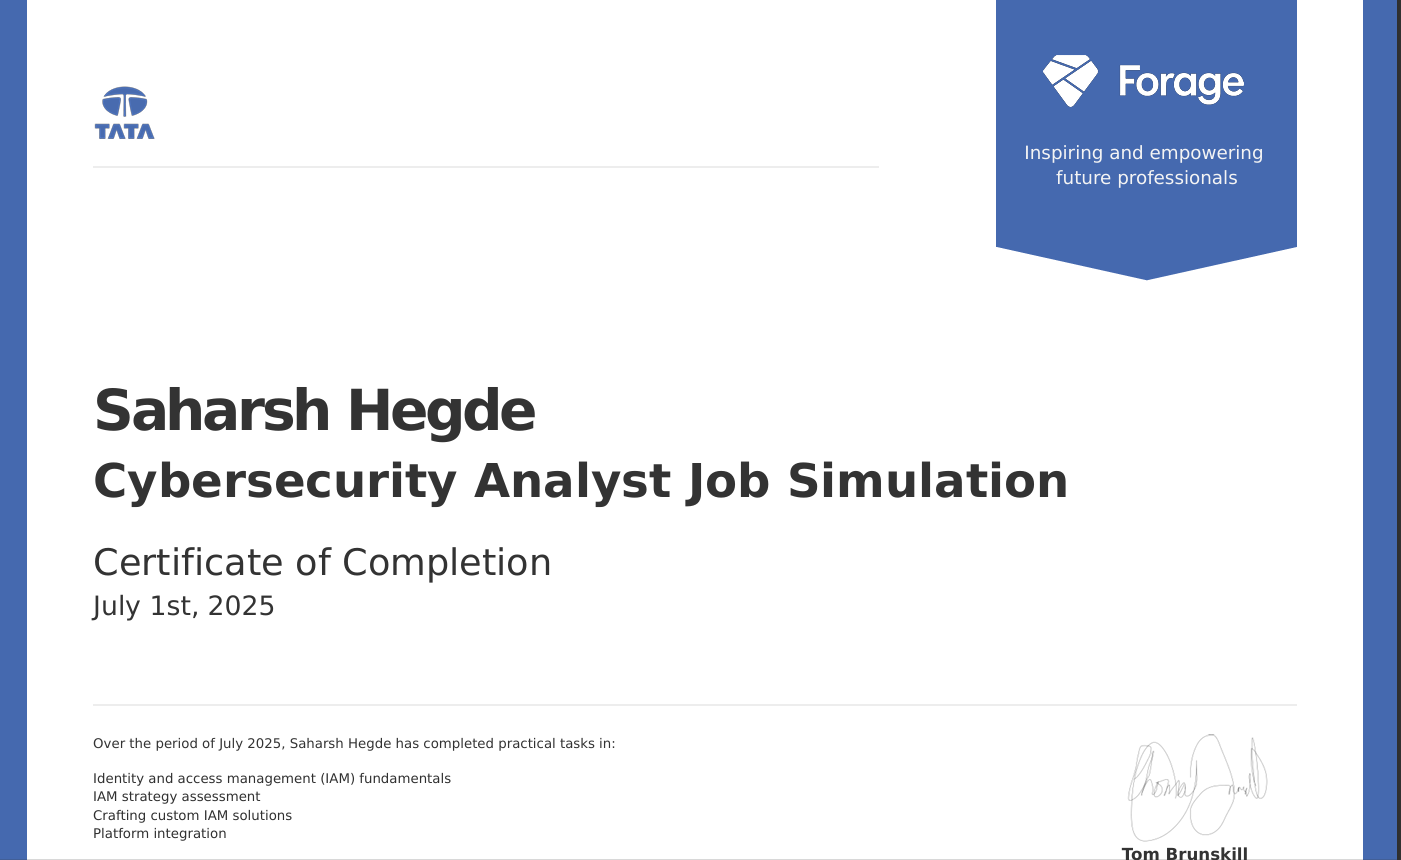 TATA
Forage
Inspiring and empowering
future professionals
Saharsh Hegde
Cybersecurity Analyst Job Simulation
Certificate of Completion
July 1st, 2025
Over the period of July 2025, Saharsh Hegde has completed practical tasks in:
Identity and access management (IAM) fundamentals
IAM strategy assessment
Crafting custom IAM solutions
Platform integration
Tom Brunskill